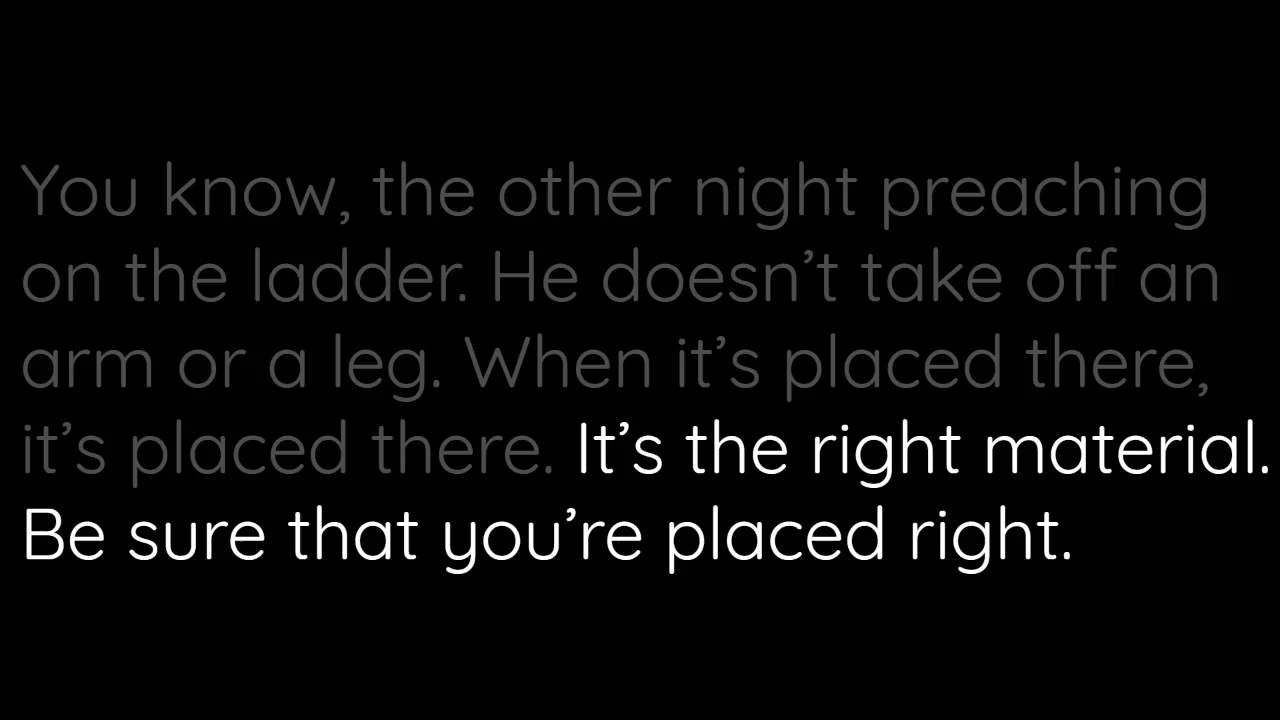 You know, the other night preaching
on the ladder. He doesn’t take off an
arm or a leg. When it’s placed there,
it’s placed there. It’s the right material.
Be sure that you’re placed right.